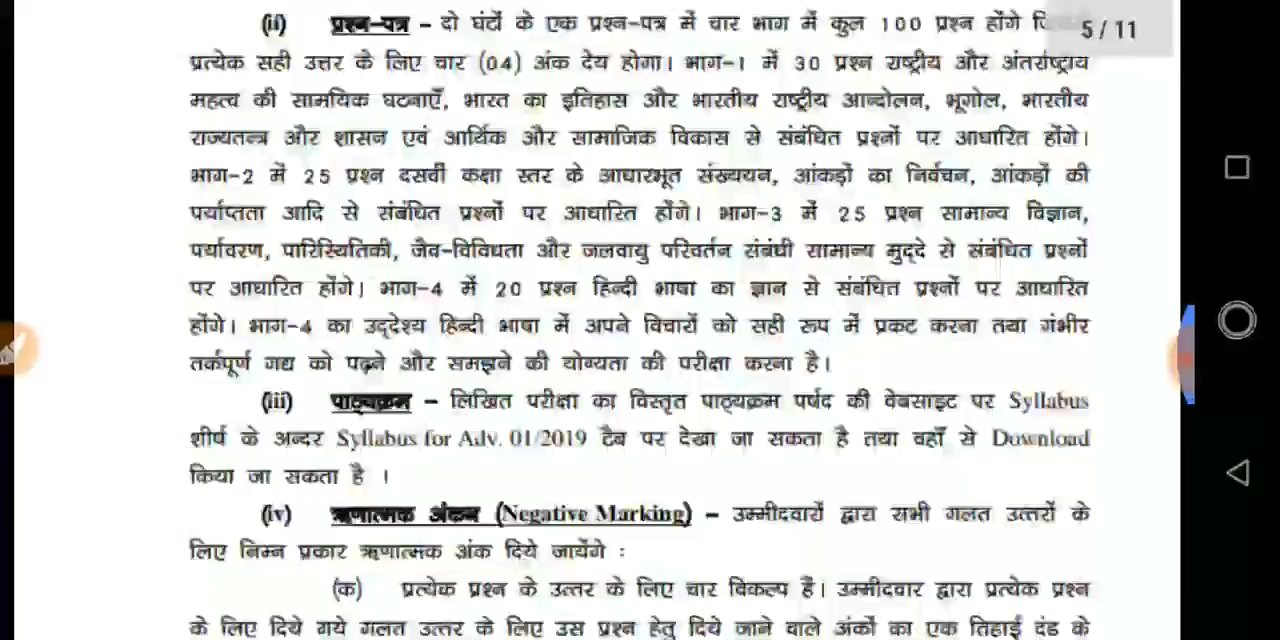 (ii) प्रश्न-पत्र – दो घंटों के एक प्रश्न-पत्र में चार भाग में कुल 100 प्रश्न होंगे
5 / 11
प्रत्येक सही उत्तर के लिए चार (04) अंक देय होगा। भाग-1 में 30 प्रश्न राष्ट्रीय और अंतर्राष्ट्रीय
महत्व की सामयिक घटनाएँ, भारत का इतिहास और भारतीय राष्ट्रीय आन्दोलन, भूगोल, भारतीय
राज्यतन्त्र और शासन एवं आर्थिक और सामाजिक विकास से संबंधित प्रश्नों पर आधारित होंगे।
भाग-2 में 25 प्रश्न दसवीं कक्षा स्तर के आधारभूत संख्ययन, आंकड़ों का निर्वचन, आंकड़ों की
पर्याप्तता आदि से संबंधित प्रश्नों पर आधारित होंगे। भाग-3 में 25 प्रश्न सामान्य विज्ञान,
पर्यावरण, पारिस्थितिकी, जैव-विविधता और जलवायु परिवर्तन संबंधी सामान्य मुद्दे से संबंधित प्रश्नों
पर आधारित होंगे। भाग-4 में 20 प्रश्न हिन्दी भाषा का ज्ञान से संबंधित प्रश्नों पर आधारित
होंगे। भाग-4 का उद्देश्य हिन्दी भाषा में अपने विचारों को सही रूप में प्रकट करना तथा गंभीर
तर्कपूर्ण गद्य को पढ़ने और समझने की योग्यता की परीक्षा करना है।
(iii) पाठ्यक्रम – लिखित परीक्षा का विस्तृत पाठ्यक्रम पर्षद की वेबसाइट पर Syllabus
शीर्ष के अन्दर Syllabus for Adv. 01/2019 टैब पर देखा जा सकता है तथा वहाँ से Download
किया जा सकता है ।
(iv) ऋणात्मक अंकन (Negative Marking) – उम्मीदवारों द्वारा सभी गलत उत्तरों के
लिए निम्न प्रकार ऋणात्मक अंक दिये जायेंगे :
(क) प्रत्येक प्रश्न के उत्तर के लिए चार विकल्प है। उम्मीदवार द्वारा प्रत्येक प्रश्न
के लिए दिये गये गलत उत्तर के लिए उस प्रश्न हेतु दिये जाने वाले अंकों का एक तिहाई दंड के